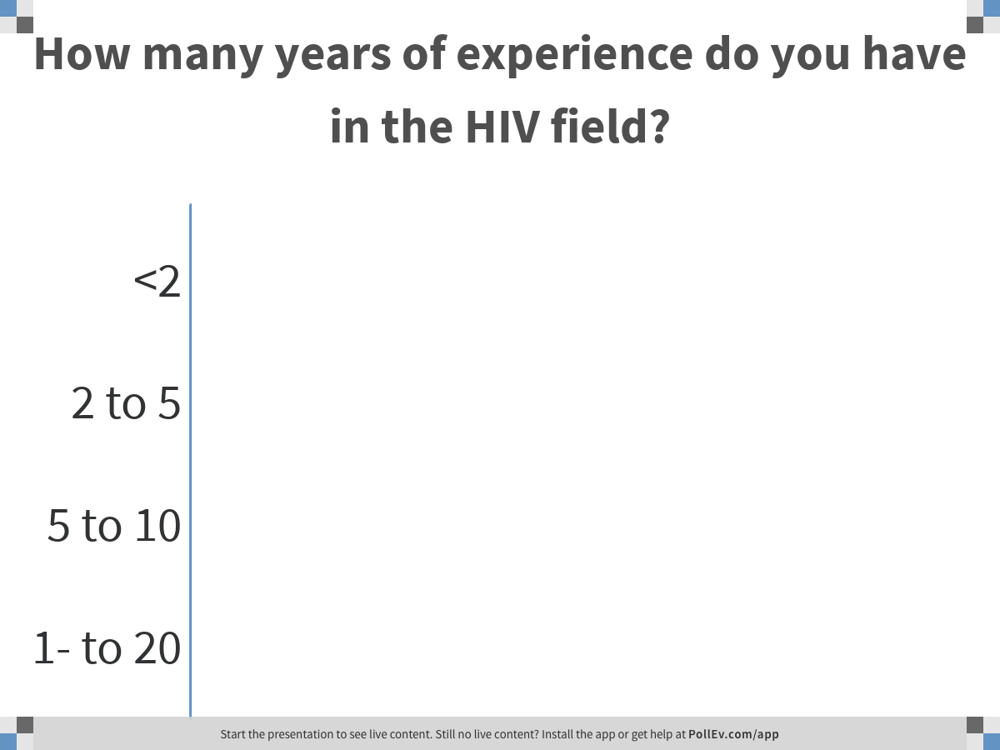 How many years of experience do you have
in the HIV field?
<2
2 to 5
5 to 10
1- to 20
Start the presentation to see live content. Still no live content? Install the app or get help at PollEv.com/app